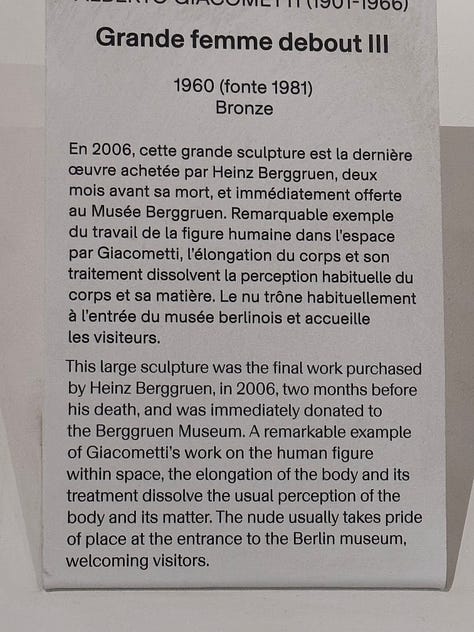 ALBERTO GIACOMETTI (1901-1966)
Grande femme debout III
1960 (fonte 1981)
Bronze
En 2006, cette grande sculpture est la dernière
œuvre achetée par Heinz Berggruen, deux
mois avant sa mort, et immédiatement offerte
au Musée Berggruen. Remarquable exemple
du travail de la figure humaine dans l'espace
par Giacometti, l'élongation du corps et son
traitement dissolvent la perception habituelle du
corps et sa matière. Le nu trône habituellement
à l'entrée du musée berlinois et accueille
les visiteurs.
This large sculpture was the final work purchased
by Heinz Berggruen, in 2006, two months before
his death, and was immediately donated to
the Berggruen Museum. A remarkable example
of Giacometti's work on the human figure
within space, the elongation of the body and its
treatment dissolve the usual perception of the
body and its matter. The nude usually takes pride
of place at the entrance to the Berlin museum,
welcoming visitors.